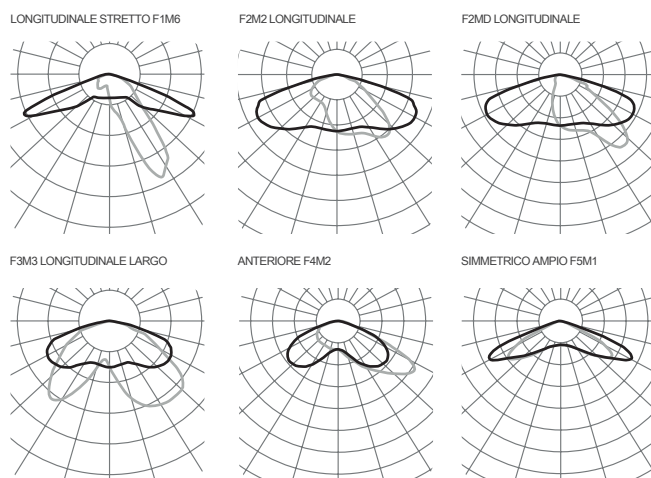 LONGITUDINALE STRETTO F1M6
F2M2 LONGITUDINALE
F2MD LONGITUDINALE
F3M3 LONGITUDINALE LARGO
ANTERIORE F4M2
SIMMETRICO AMPIO F5M1